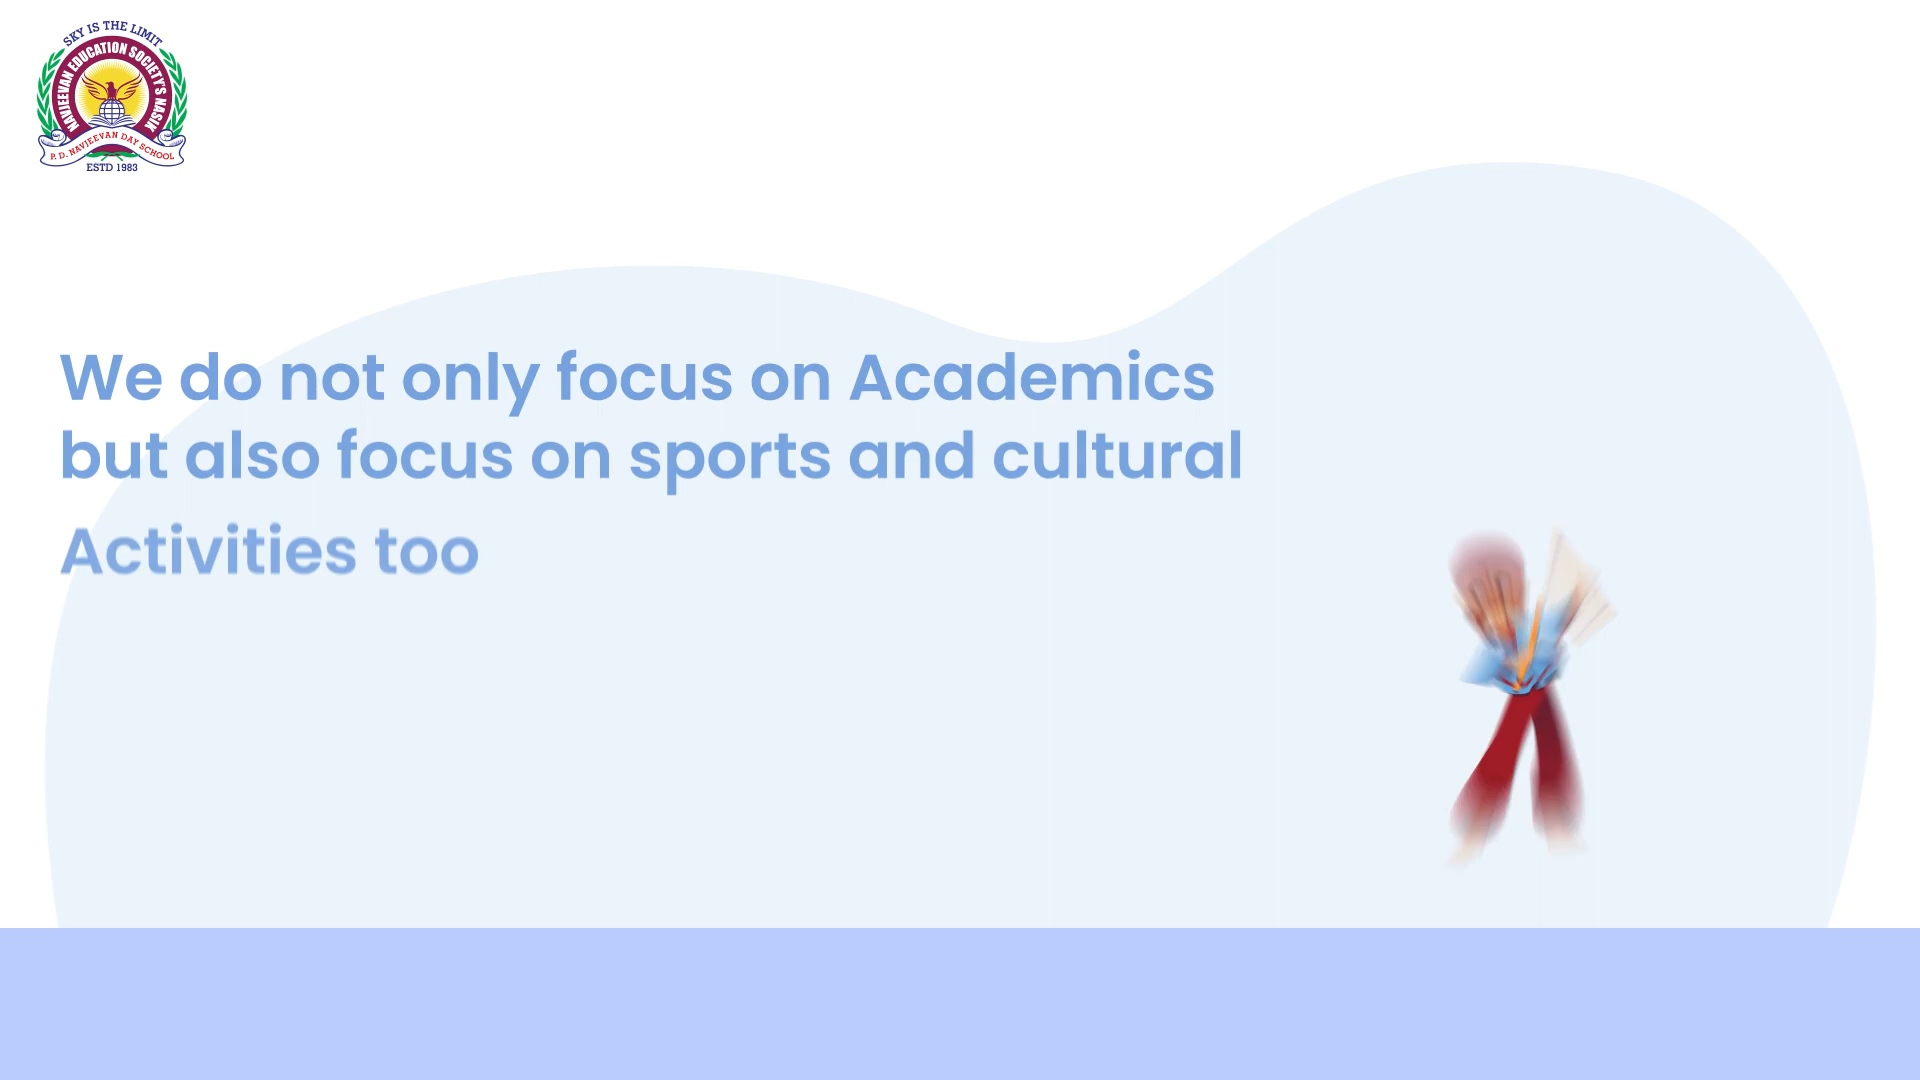 SKY IS THE LIMIT
NAVJEEVAN EDUCATION SOCIETY'S NASIK
P. D. NAVJEEVAN DAY SCHOOL
ESTD 1983
We do not only focus on Academics
but also focus on sports and cultural
Activities too